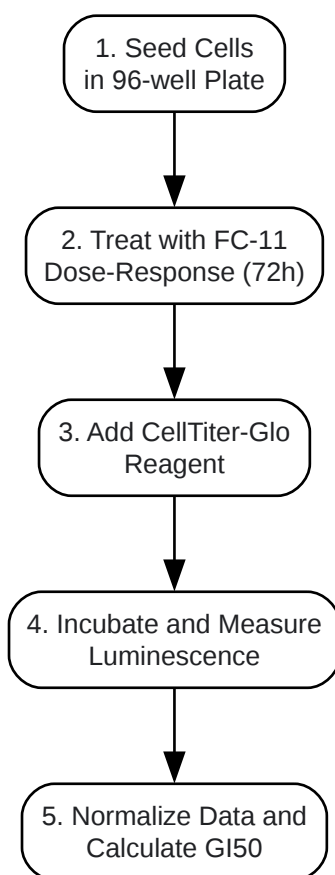 1. Seed Cells
in 96-well Plate
2. Treat with FC-11
Dose-Response (72h)
3. Add CellTiter-Glo
Reagent
4. Incubate and Measure
Luminescence
5. Normalize Data and
Calculate GI50